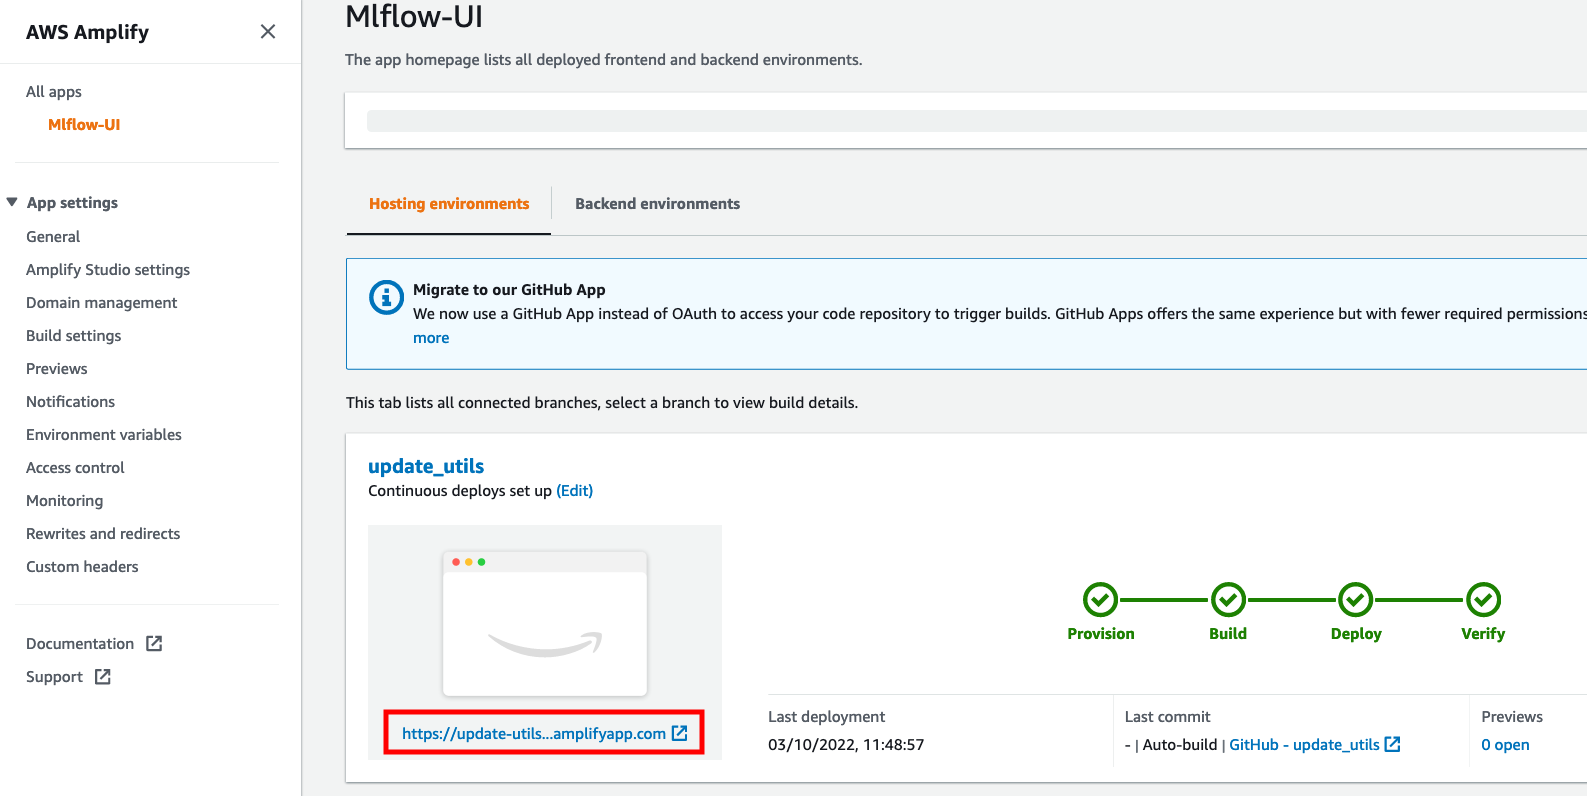 AWS Amplify
All apps
Mlflow-UI
App settings
General
Amplify Studio settings
Domain management
Build settings
Previews
Notifications
Environment variables
Access control
Monitoring
Rewrites and redirects
Custom headers
Documentation
Support
Mlflow-UI
The app homepage lists all deployed frontend and backend environments.
Hosting environments
Backend environments
Migrate to our GitHub App
We now use a GitHub App instead of OAuth to access your code repository to trigger builds. GitHub Apps offers the same experience but with fewer required permissions
more
This tab lists all connected branches, select a branch to view build details.
update_utils
Continuous deploys set up (Edit)
https://update-utils...amplifyapp.com
Provision
Build
Deploy
Verify
Last deployment
03/10/2022, 11:48:57
Last commit
- | Auto-build | GitHub - update_utils
Previews
0 open